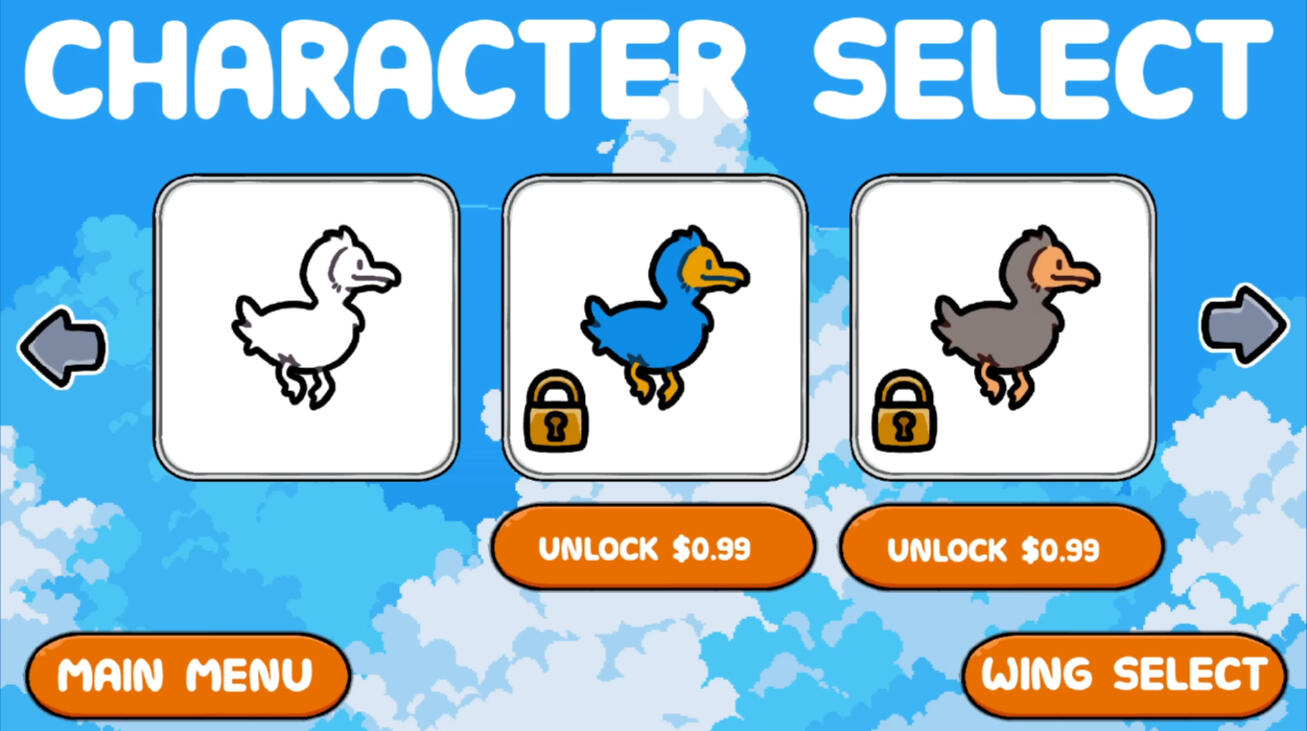 CHARACTER SELECT
UNLOCK $0.99
UNLOCK $0.99
MAIN MENU
WING SELECT